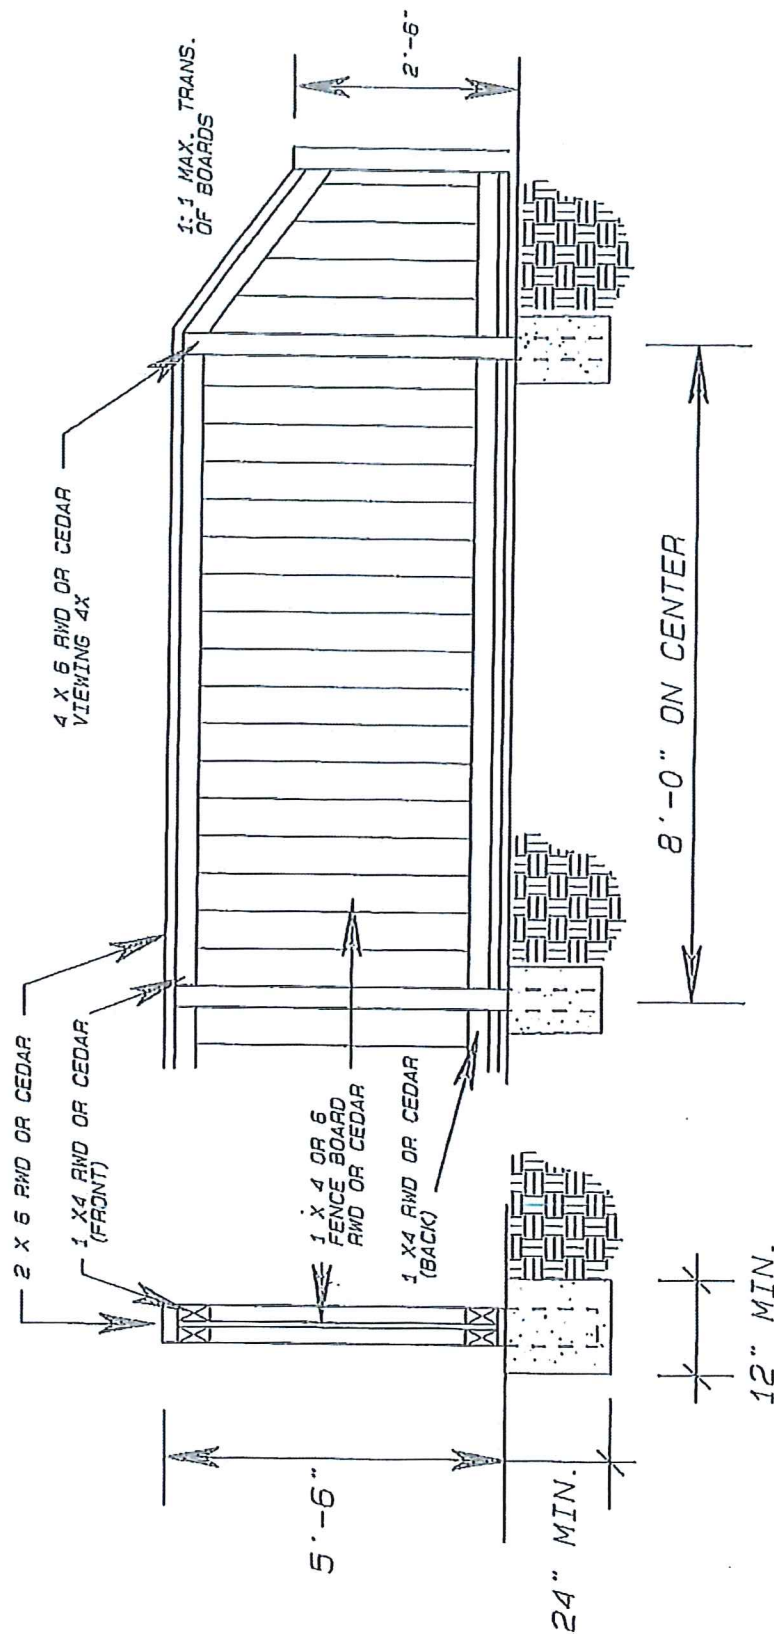 2 X 6 RWD OR CEDAR
1 X4 RWD OR CEDAR
(FRONT)
4 X 6 RWD OR CEDAR
VIEWING 4X
1:1 MAX. TRANS.
OF BOARDS
1 X 4 OR 6
FENCE BOARD
RWD OR CEDAR
1 X4 RWD OR CEDAR
(BACK)
5'-6"
2'-6"
24" MIN.
12" MIN.
8'-0" ON CENTER